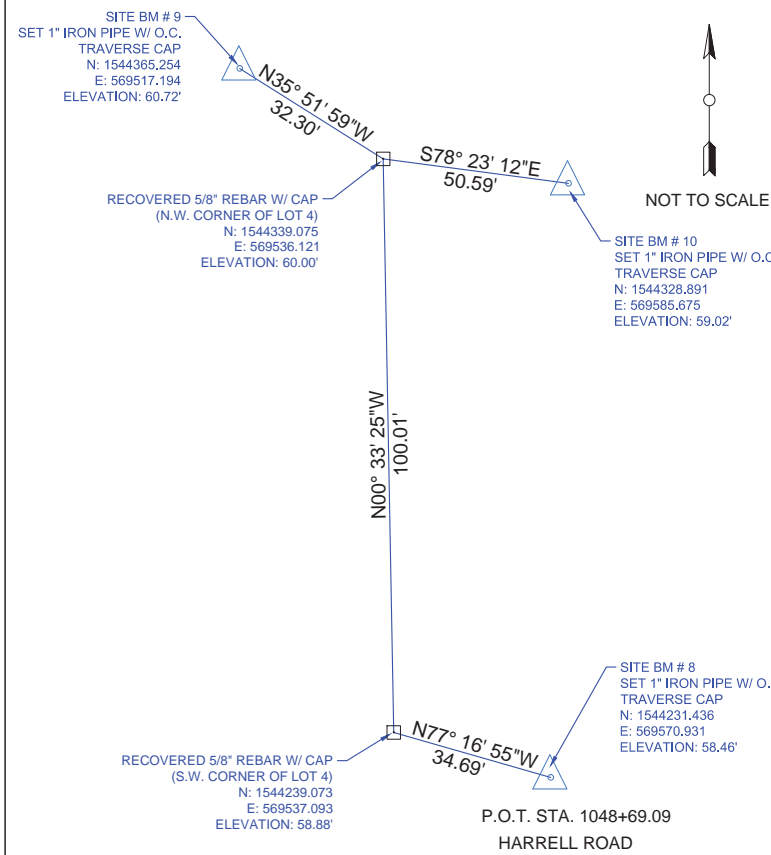 SITE BM # 9
SET 1" IRON PIPE W/ O.C.
TRAVERSE CAP
N: 1544365.254
E: 569517.194
ELEVATION: 60.72'
N35° 51' 59"W
32.30'
S78° 23' 12"E
50.59'
NOT TO SCALE
RECOVERED 5/8" REBAR W/ CAP
(N.W. CORNER OF LOT 4)
N: 1544339.075
E: 569536.121
ELEVATION: 60.00'
SITE BM # 10
SET 1" IRON PIPE W/ O.C
TRAVERSE CAP
N: 1544328.891
E: 569585.675
ELEVATION: 59.02'
N00° 33' 25"W
100.01'
SITE BM # 8
SET 1" IRON PIPE W/ O.
TRAVERSE CAP
N: 1544231.436
E: 569570.931
ELEVATION: 58.46'
N77° 16' 55"W
34.69'
RECOVERED 5/8" REBAR W/ CAP
(S.W. CORNER OF LOT 4)
N: 1544239.073
E: 569537.093
ELEVATION: 58.88'
P.O.T. STA. 1048+69.09
HARRELL ROAD